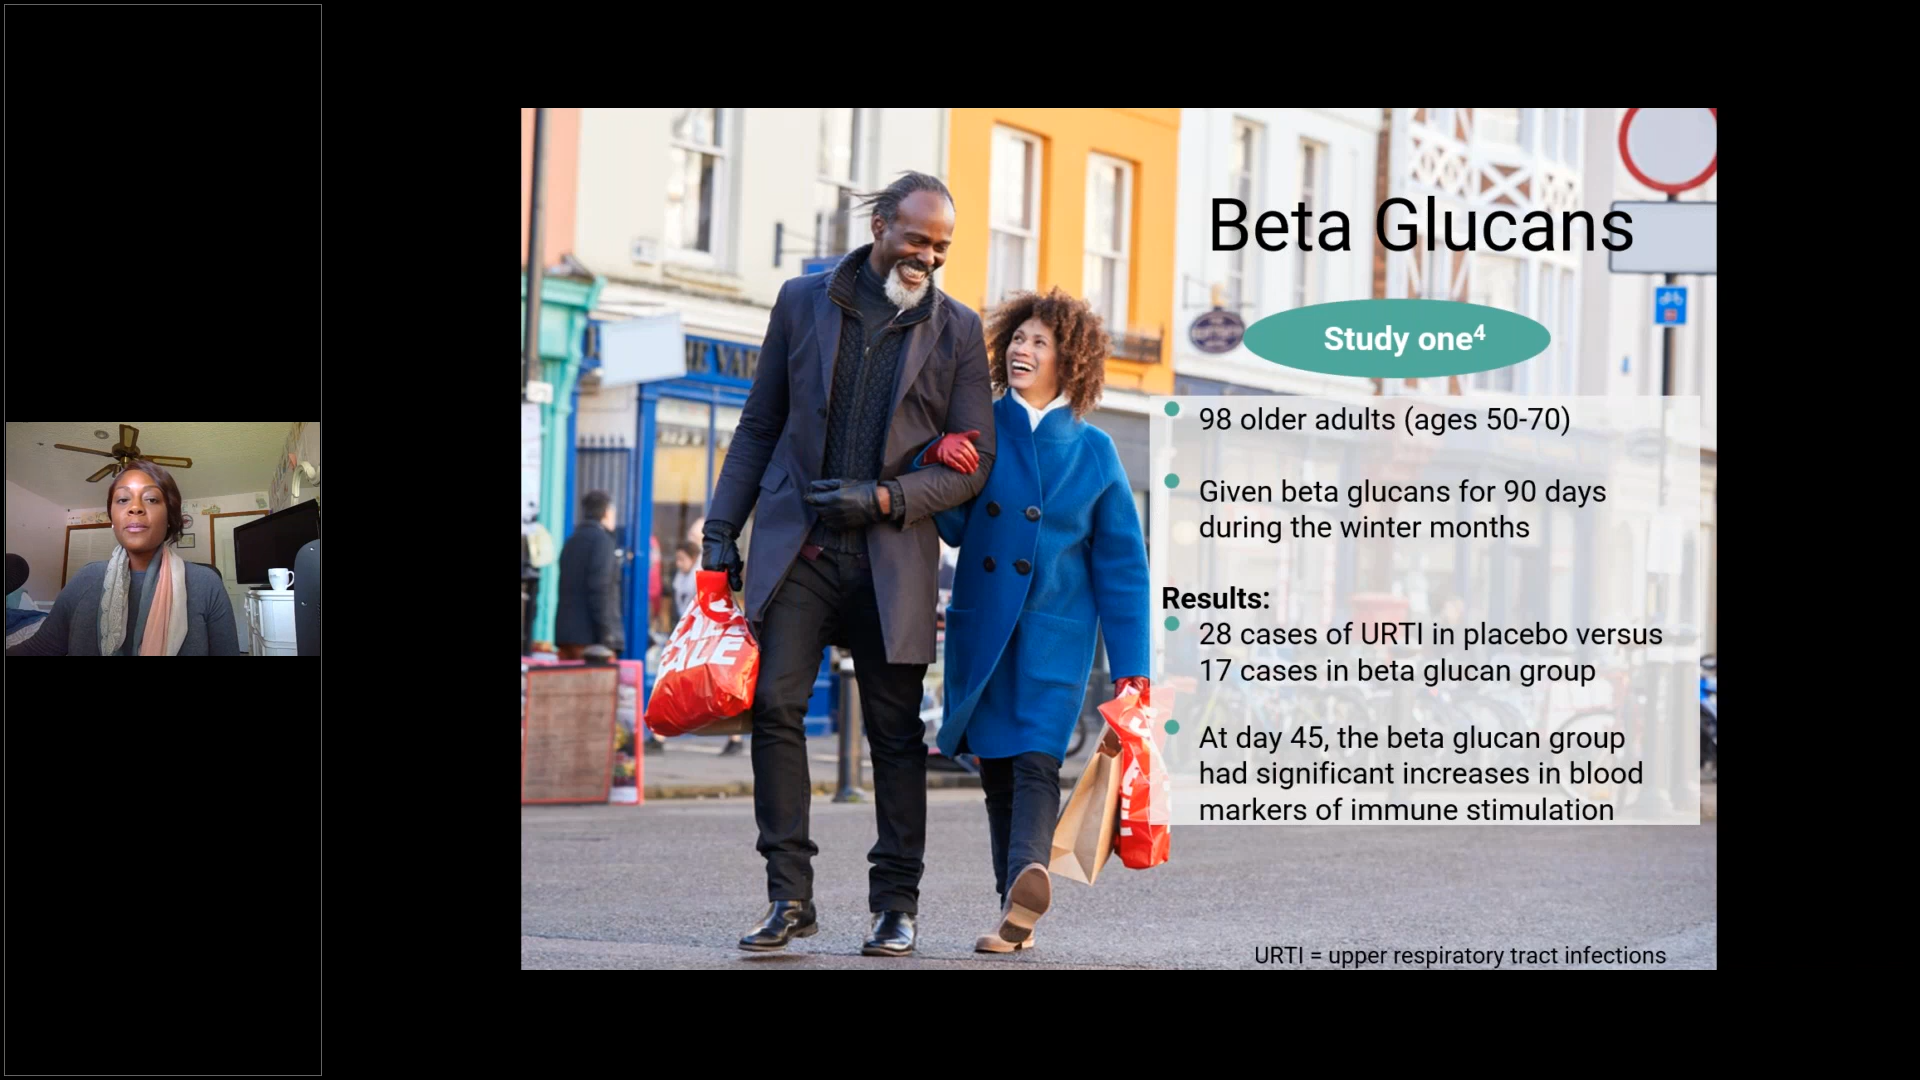 Beta Glucans
Study one⁴
98 older adults (ages 50-70)
Given beta glucans for 90 days
during the winter months
Results:
28 cases of URTI in placebo versus
17 cases in beta glucan group
At day 45, the beta glucan group
had significant increases in blood
markers of immune stimulation
URTI = upper respiratory tract infections
SALE